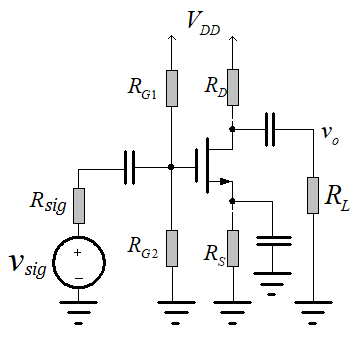 V_DD
R_G1
R_D
v_o
R_sig
R_L
R_G2
R_S
v_sig
+
−